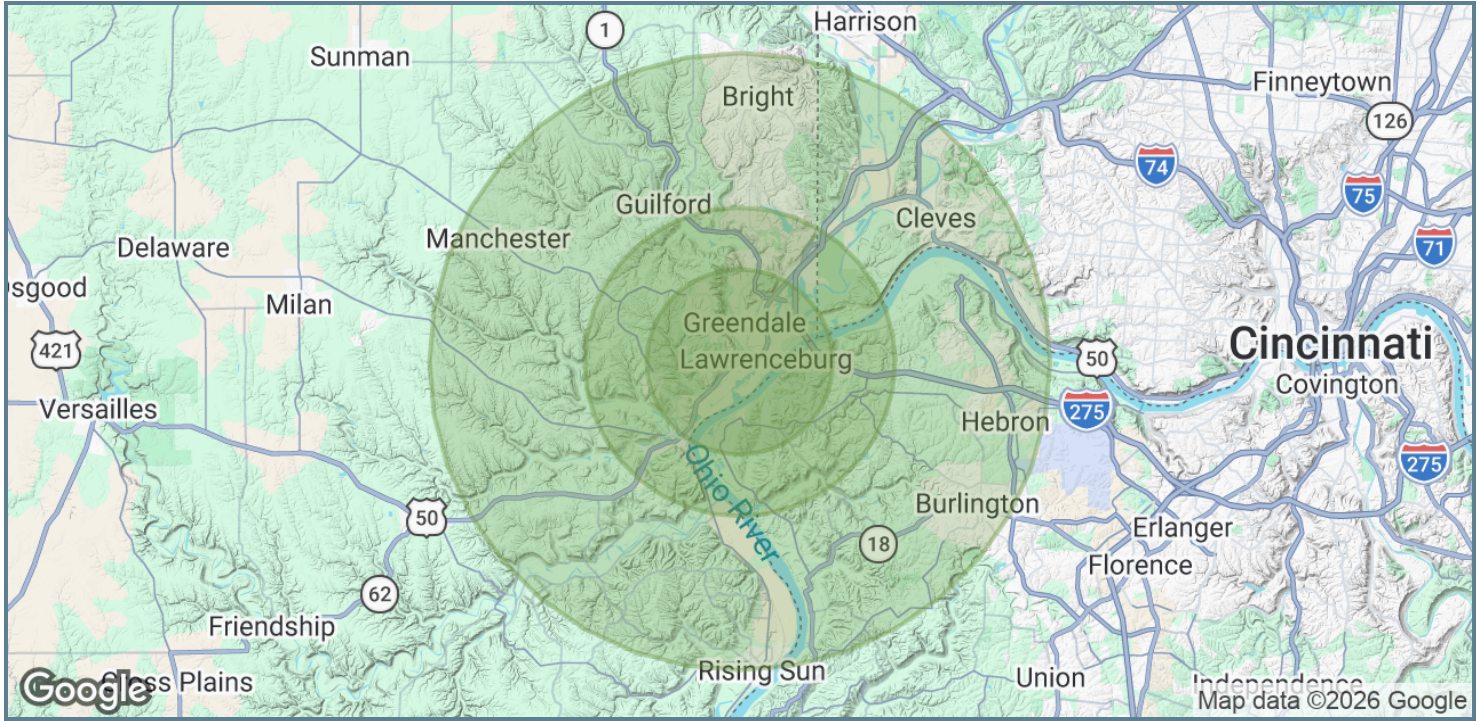 Harrison
1
Sunman
Finneytown
Bright
126
74
75
Guilford
Cleves
Manchester
71
Delaware
sgood
Milan
Greendale
Cincinnati
421
Lawrenceburg
50
Covington
Versailles
275
Hebron
275
Ohio River
50
Burlington
Erlanger
18
Florence
62
Friendship
Rising Sun
Union
Google
ss Plains
Independence
Map data ©2026 Google